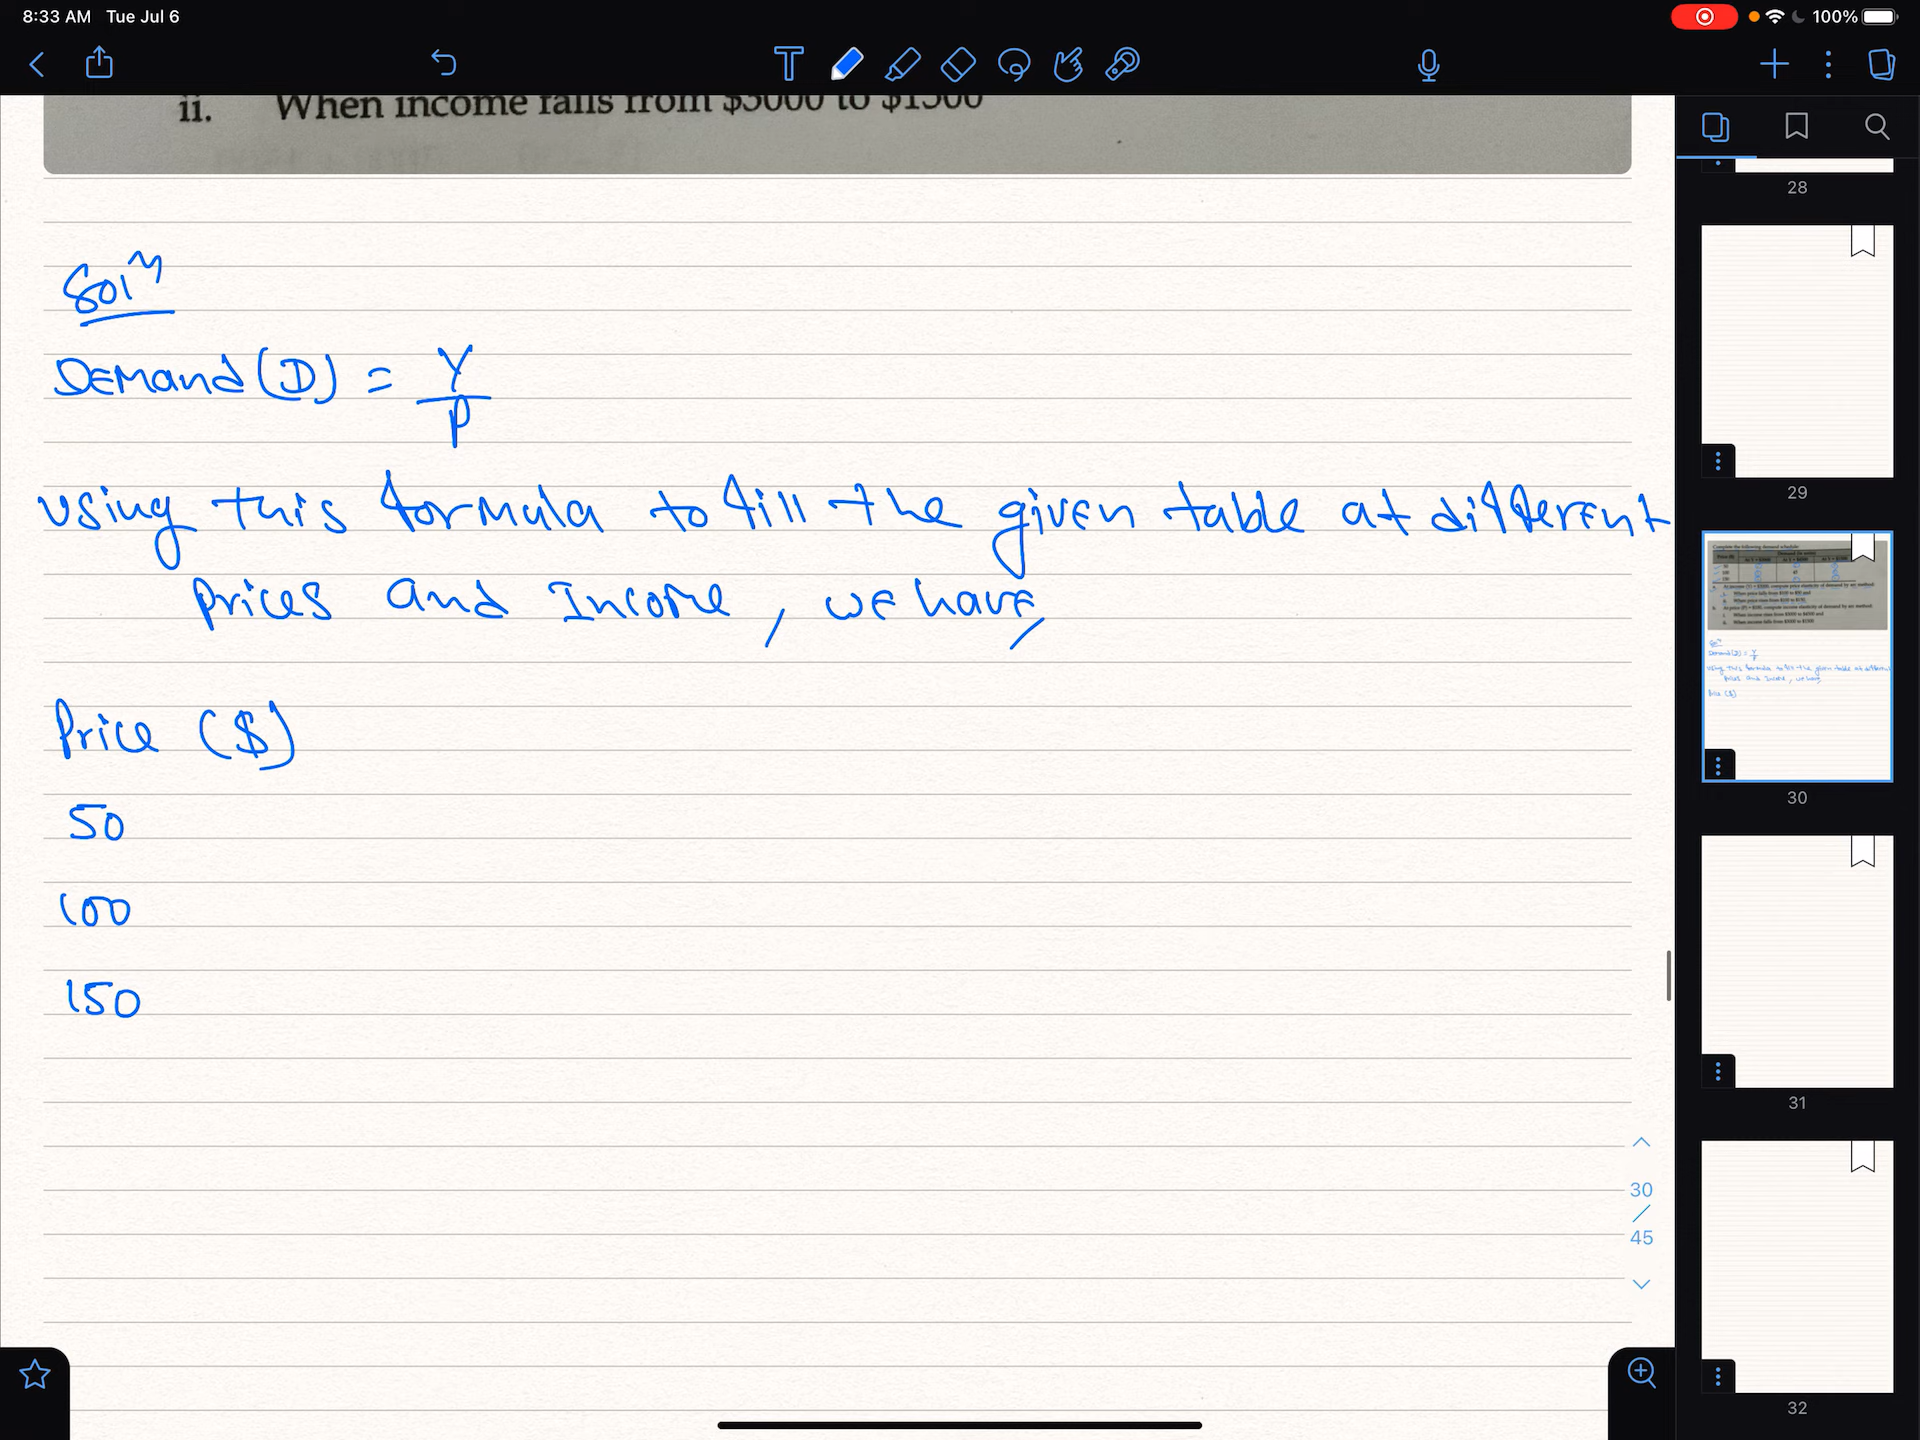 8:33 AM Tue Jul 6
100%
ii. When income falls from $3000 to $1500
28
Solⁿ
Demand (D) = Y
P
using this formula to fill the given table at different
prices and Income, we have,
Price ($)
50
100
150
29
30
31
32
30
/
45